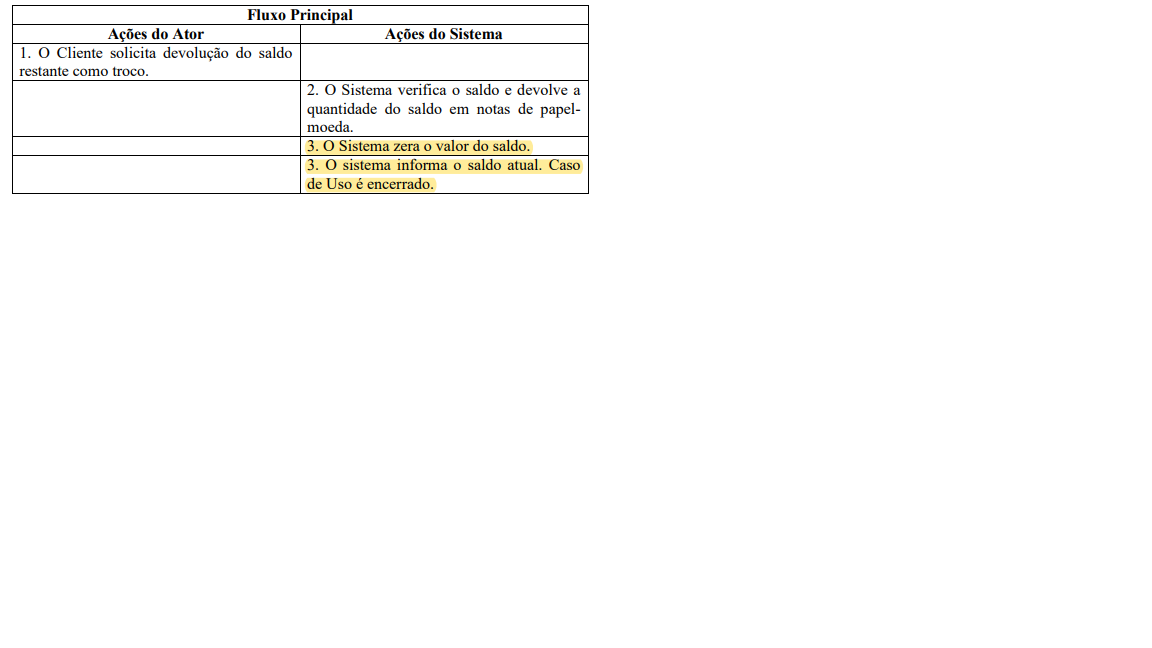 Fluxo Principal
Ações do Ator
Ações do Sistema
1. O Cliente solicita devolução do saldo
restante como troco.
2. O Sistema verifica o saldo e devolve a
quantidade do saldo em notas de papel-
moeda.
3. O Sistema zera o valor do saldo.
3. O sistema informa o saldo atual. Caso
de Uso é encerrado.